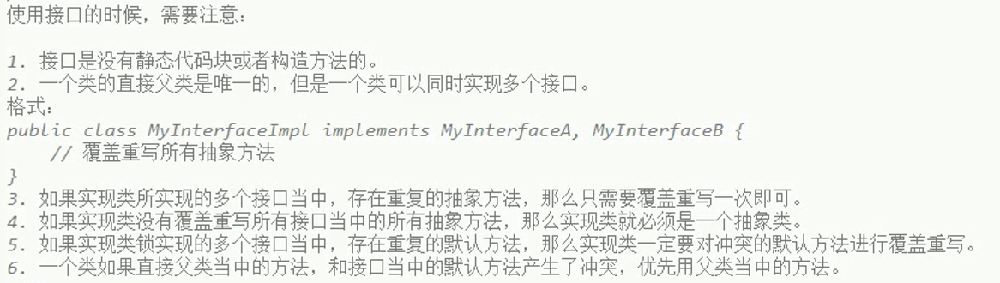 使用接口的时候，需要注意：
1. 接口是没有静态代码块或者构造方法的。
2. 一个类的直接父类是唯一的，但是一个类可以同时实现多个接口。
格式：
public class MyInterfaceImpl implements MyInterfaceA, MyInterfaceB {
// 覆盖重写所有抽象方法
}
3. 如果实现类所实现的多个接口当中，存在重复的抽象方法，那么只需要覆盖重写一次即可。
4. 如果实现类没有覆盖重写所有接口当中的所有抽象方法，那么实现类就必须是一个抽象类。
5. 如果实现类锁实现的多个接口当中，存在重复的默认方法，那么实现类一定要对冲突的默认方法进行覆盖重写。
6. 一个类如果直接父类当中的方法，和接口当中的默认方法产生了冲突，优先用父类当中的方法。